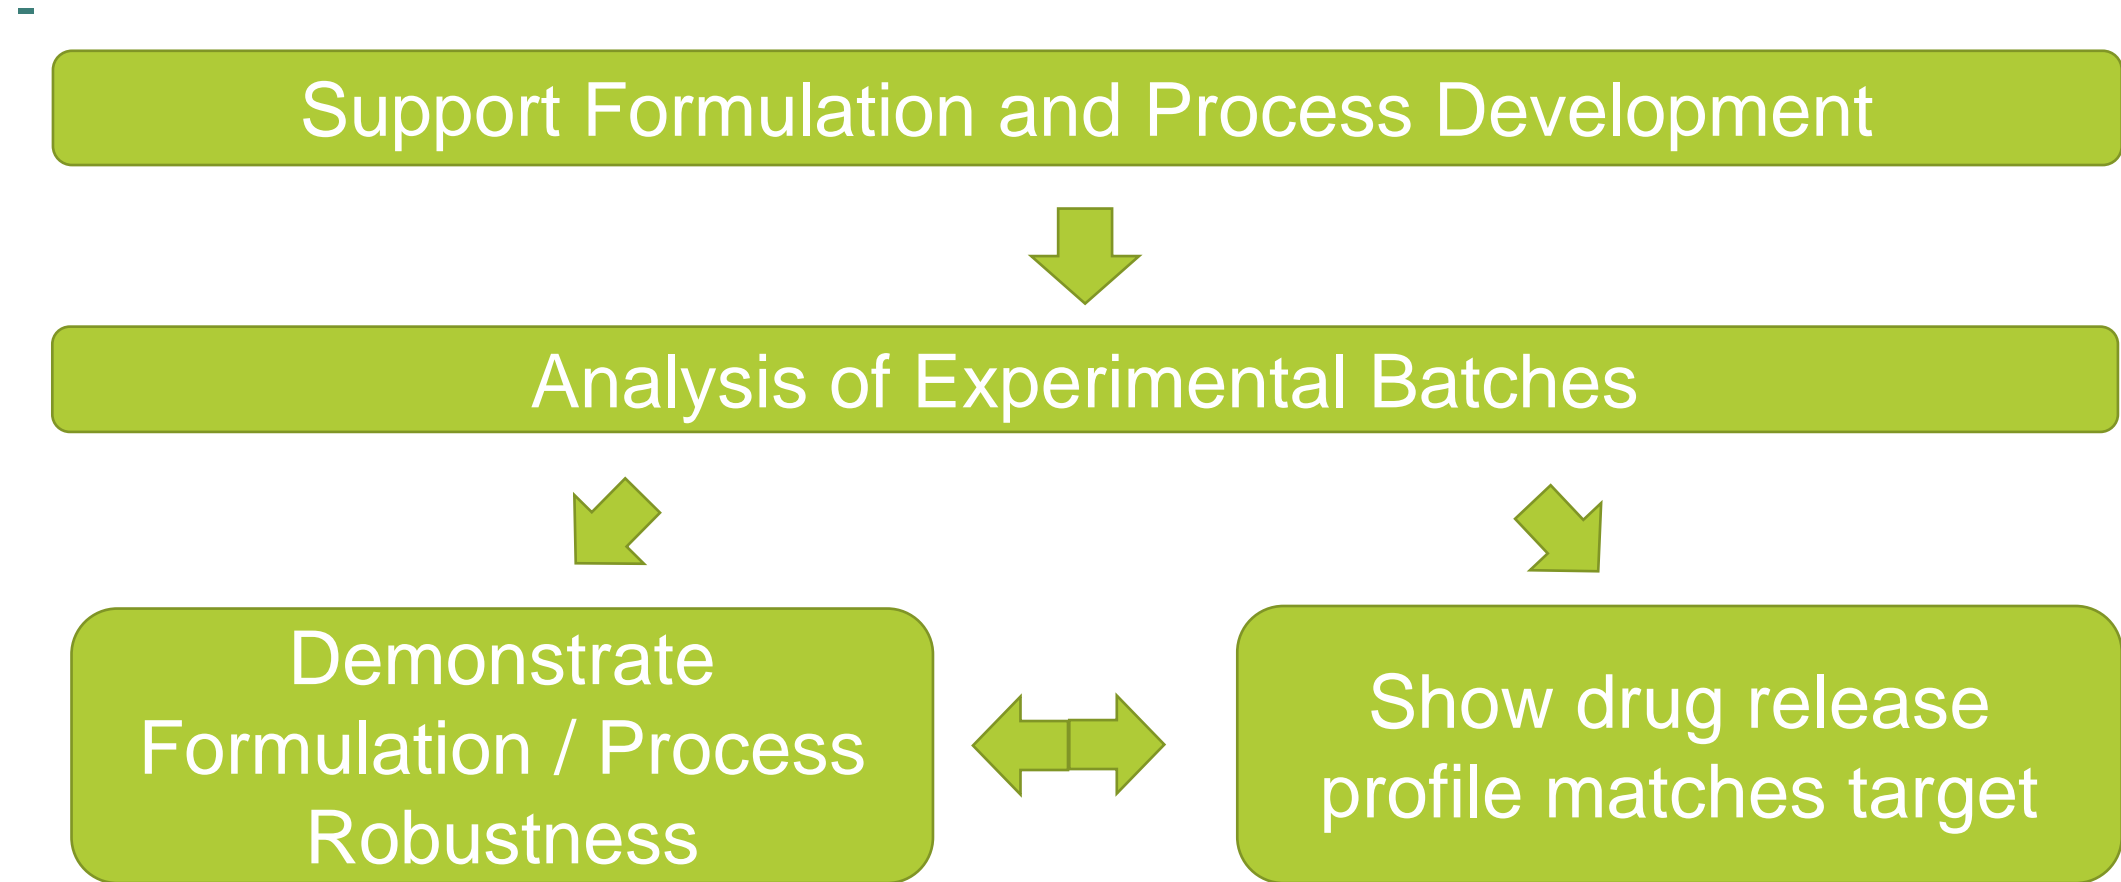 Support Formulation and Process Development
Analysis of Experimental Batches
Demonstrate
Formulation / Process
Robustness
Show drug release
profile matches target